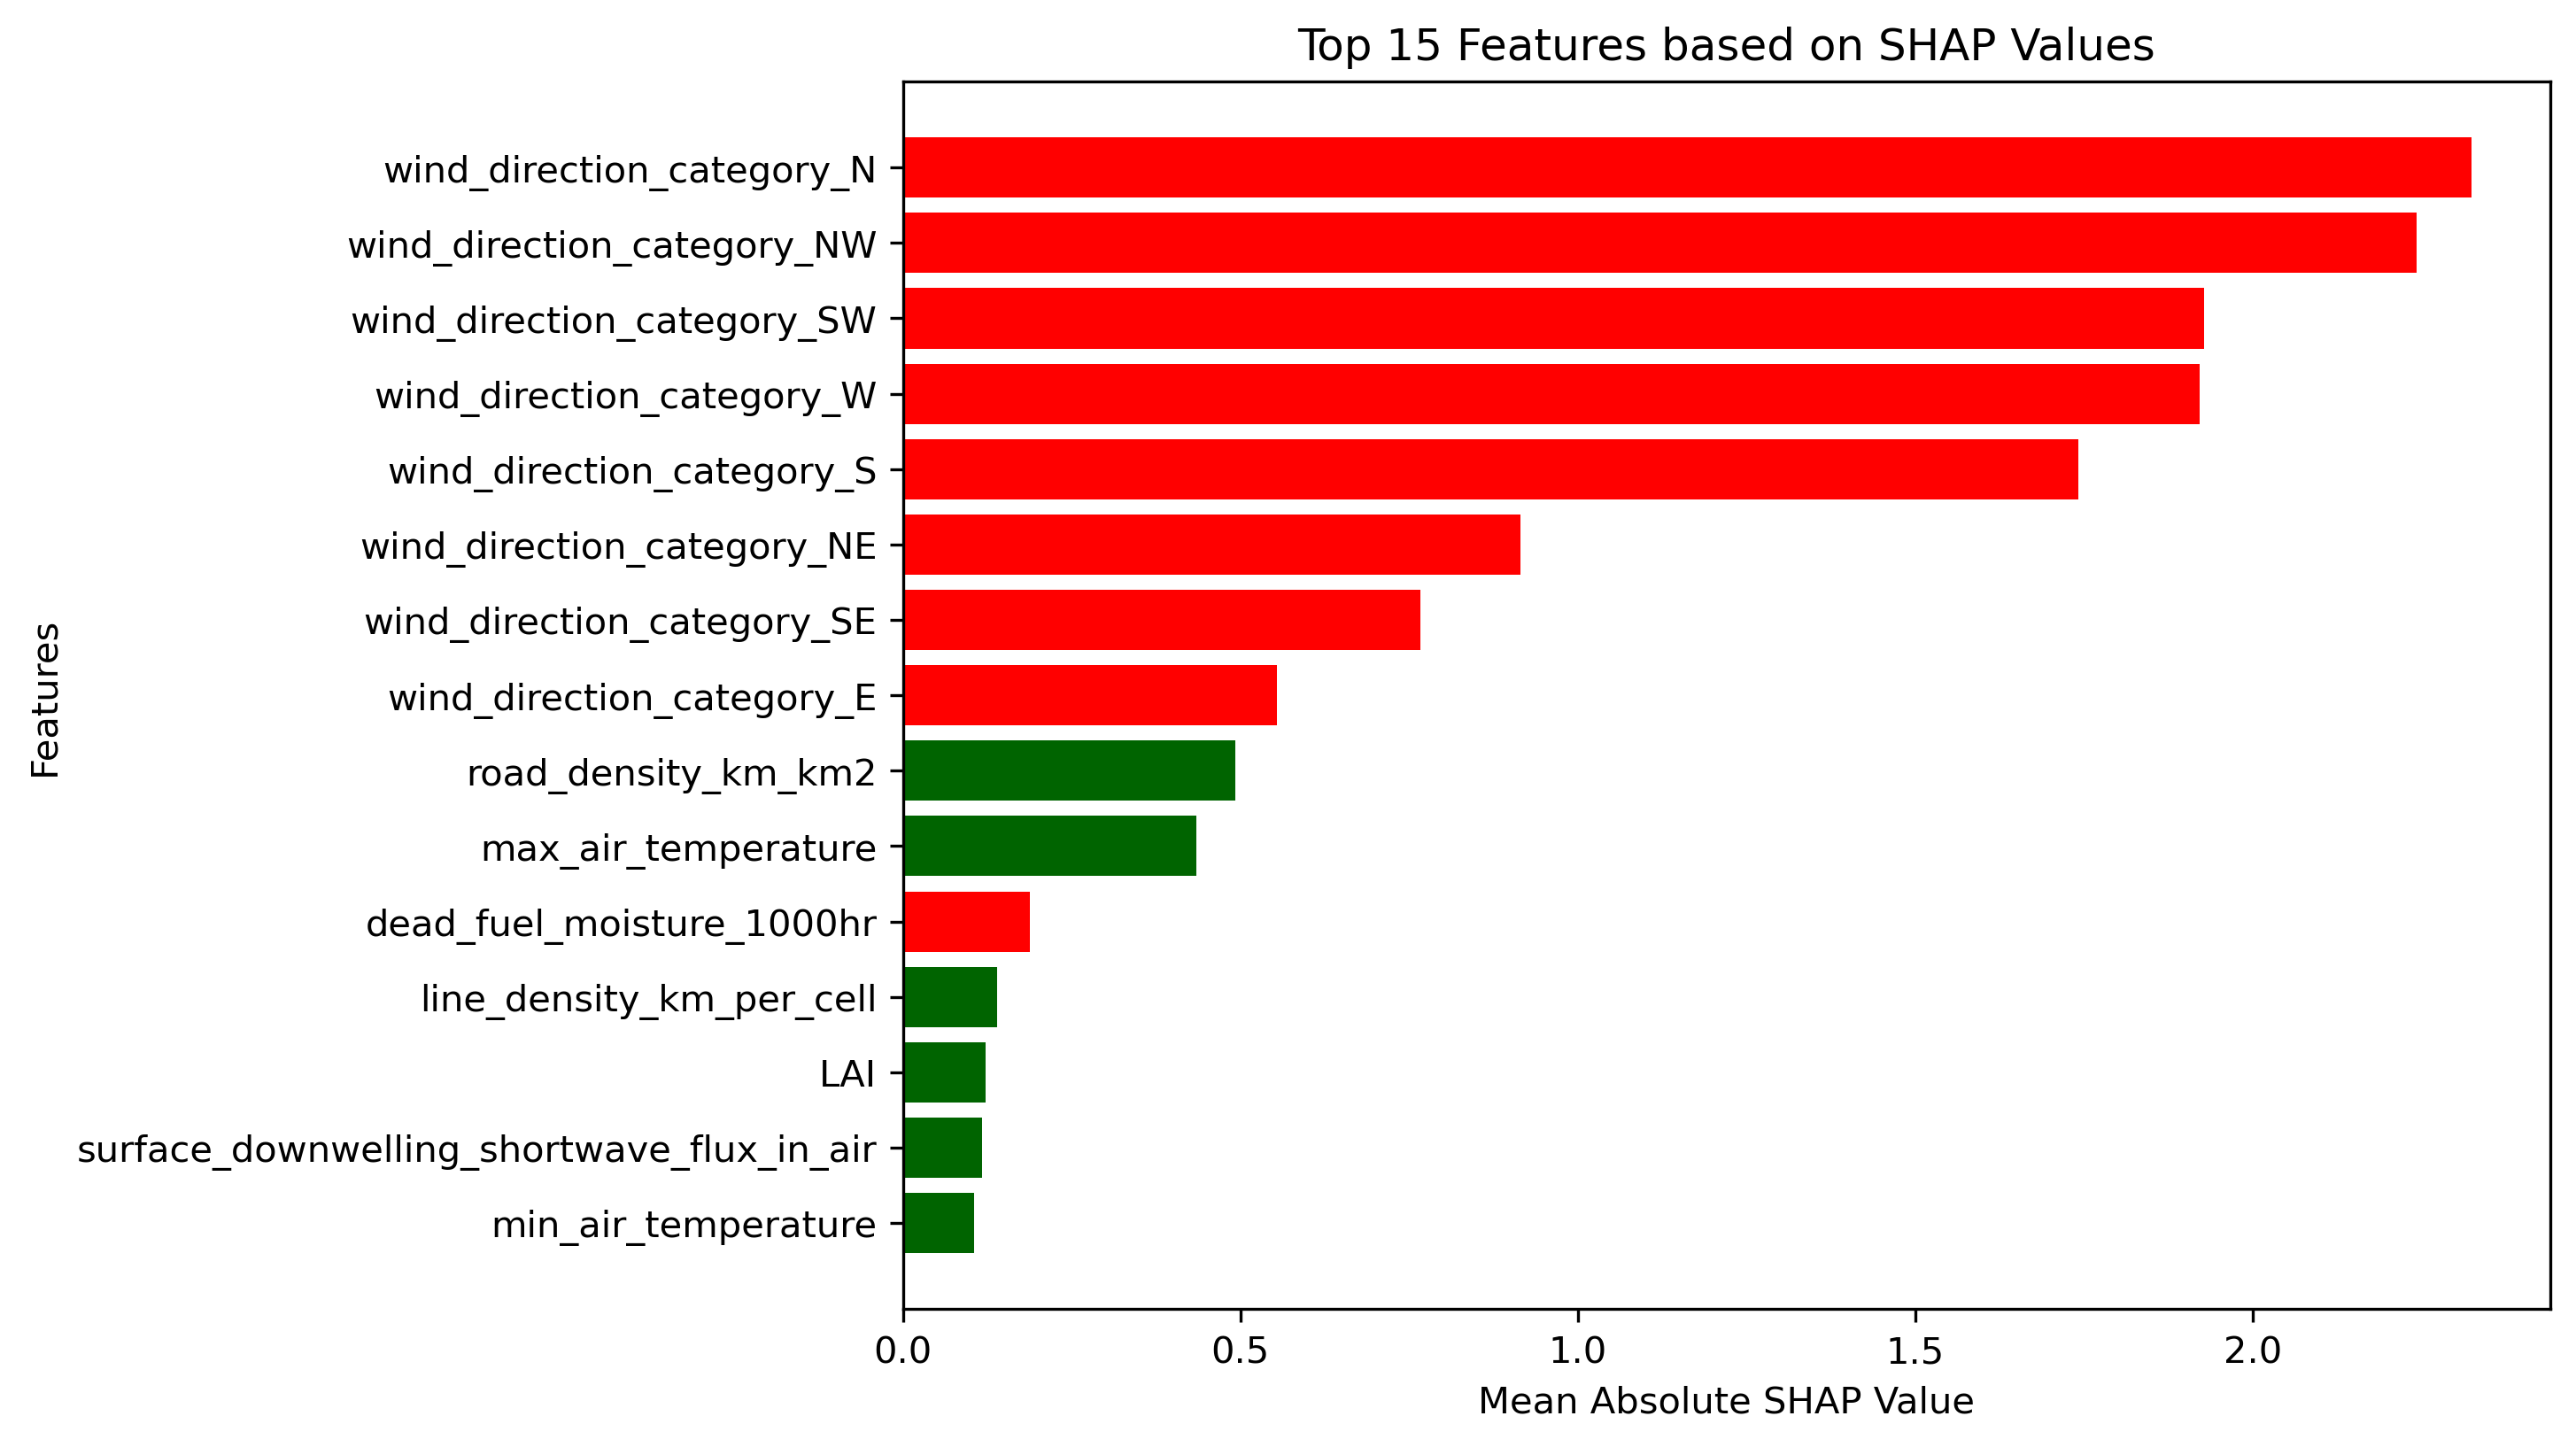 Top 15 Features based on SHAP Values
wind_direction_category_N
wind_direction_category_NW
wind_direction_category_SW
wind_direction_category_W
wind_direction_category_S
wind_direction_category_NE
wind_direction_category_SE
wind_direction_category_E
road_density_km_km2
max_air_temperature
dead_fuel_moisture_1000hr
line_density_km_per_cell
LAI
surface_downwelling_shortwave_flux_in_air
min_air_temperature
Features
0.0 0.5 1.0 1.5 2.0
Mean Absolute SHAP Value